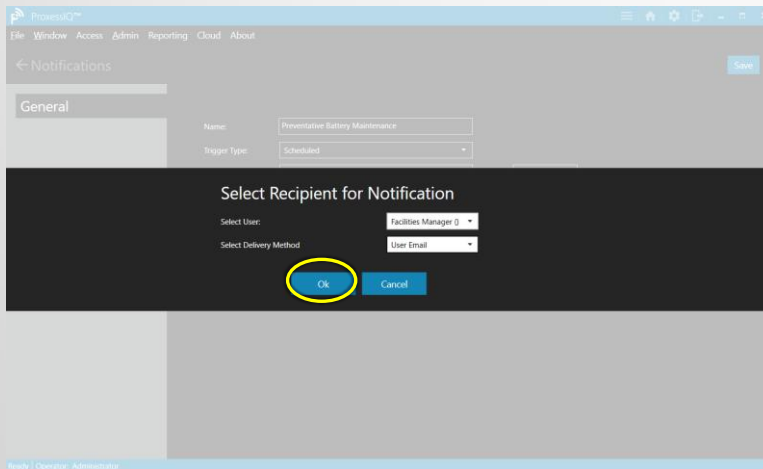 ProxessIQ™
File Window Access Admin Reporting Cloud About
Notifications
Save
General
Name: Preventative Battery Maintenance
Trigger Type: Scheduled
Select Recipient for Notification
Select User: Facilities Manager ()
Select Delivery Method User Email
Ok Cancel
Ready | Operator: Administrator